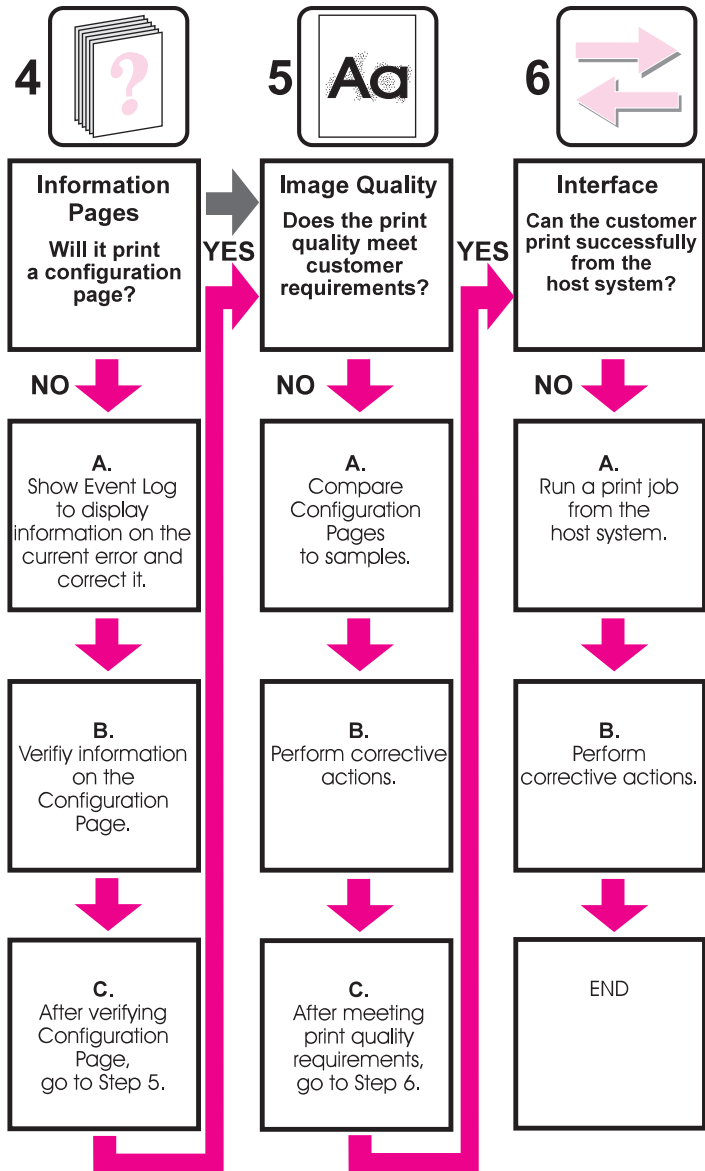 4
?
5
Aa
6
Information
Pages
Will it print
a configuration
page?
YES
Image Quality
Does the print
quality meet
customer
requirements?
YES
Interface
Can the customer
print successfully
from the
host system?
NO
NO
NO
A.
Show Event Log
to display
information on the
current error and
correct it.
A.
Compare
Configuration
Pages
to samples.
A.
Run a print job
from the
host system.
B.
Verifiy information
on the
Configuration
Page.
B.
Perform corrective
actions.
B.
Perform
corrective actions.
C.
After verifying
Configuration
Page,
go to Step 5.
C.
After meeting
print quality
requirements,
go to Step 6.
END